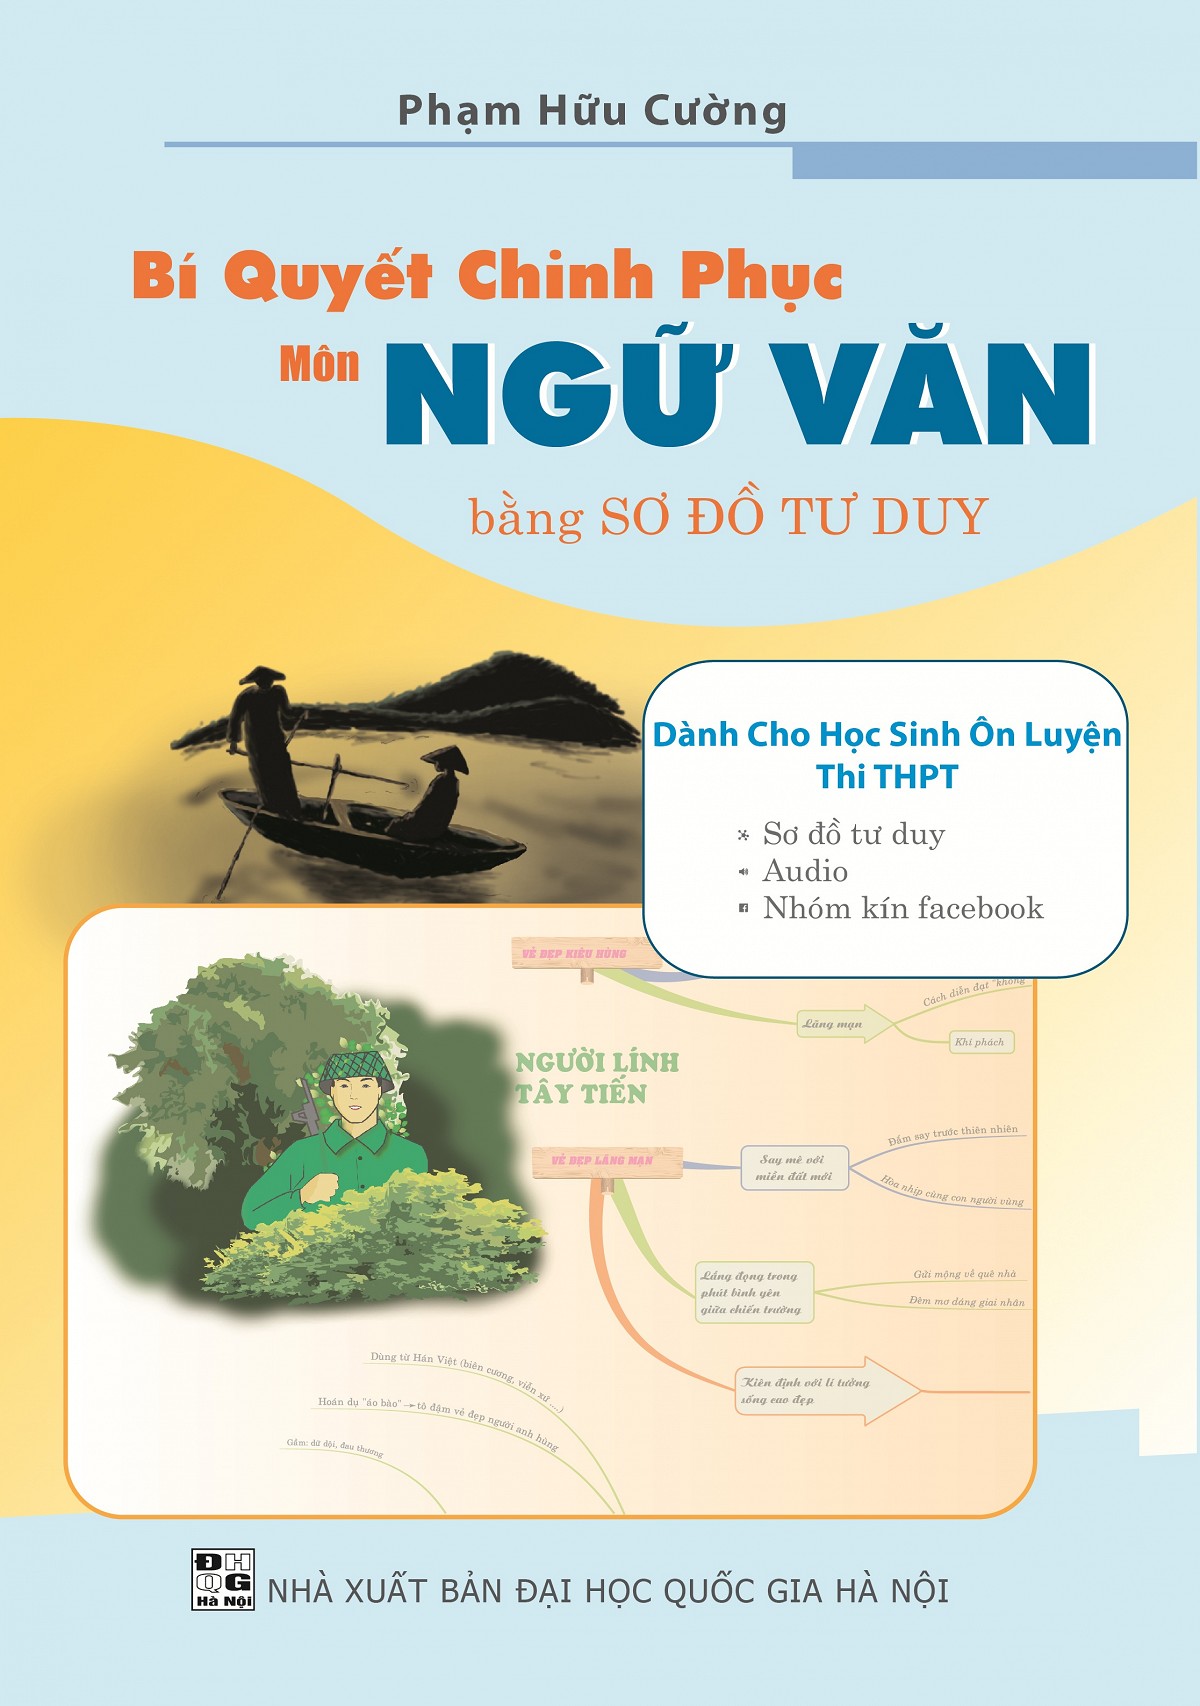 Phạm Hữu Cường
Bí Quyết Chinh Phục
Môn NGỮ VĂN
bằng SƠ ĐỒ TƯ DUY
Dành Cho Học Sinh Ôn Luyện
Thi THPT
Sơ đồ tư duy
Audio
Nhóm kín facebook
VẺ ĐẸP KIÊU HÙNG
Cách diễn đạt "không
Lãng mạn
Khí phách
NGƯỜI LÍNH
TÂY TIẾN
Đắm say trước thiên nhiên
VẺ ĐẸP LÃNG MẠN
Say mê với
miền đất mới
Hòa nhịp cùng con người vùng
Lắng đọng trong
phút bình yên
giữa chiến trường
Gửi mộng về quê nhà
Đêm mơ dáng giai nhân
Kiên định với lí tưởng
sống cao đẹp
Dùng từ Hán Việt (biên cương, viễn xứ ....)
Hoán dụ "áo bào" → tô đậm vẻ đẹp người anh hùng
Gầm: dữ dội, đau thương
ĐHQG
Hà Nội
NHÀ XUẤT BẢN ĐẠI HỌC QUỐC GIA HÀ NỘI